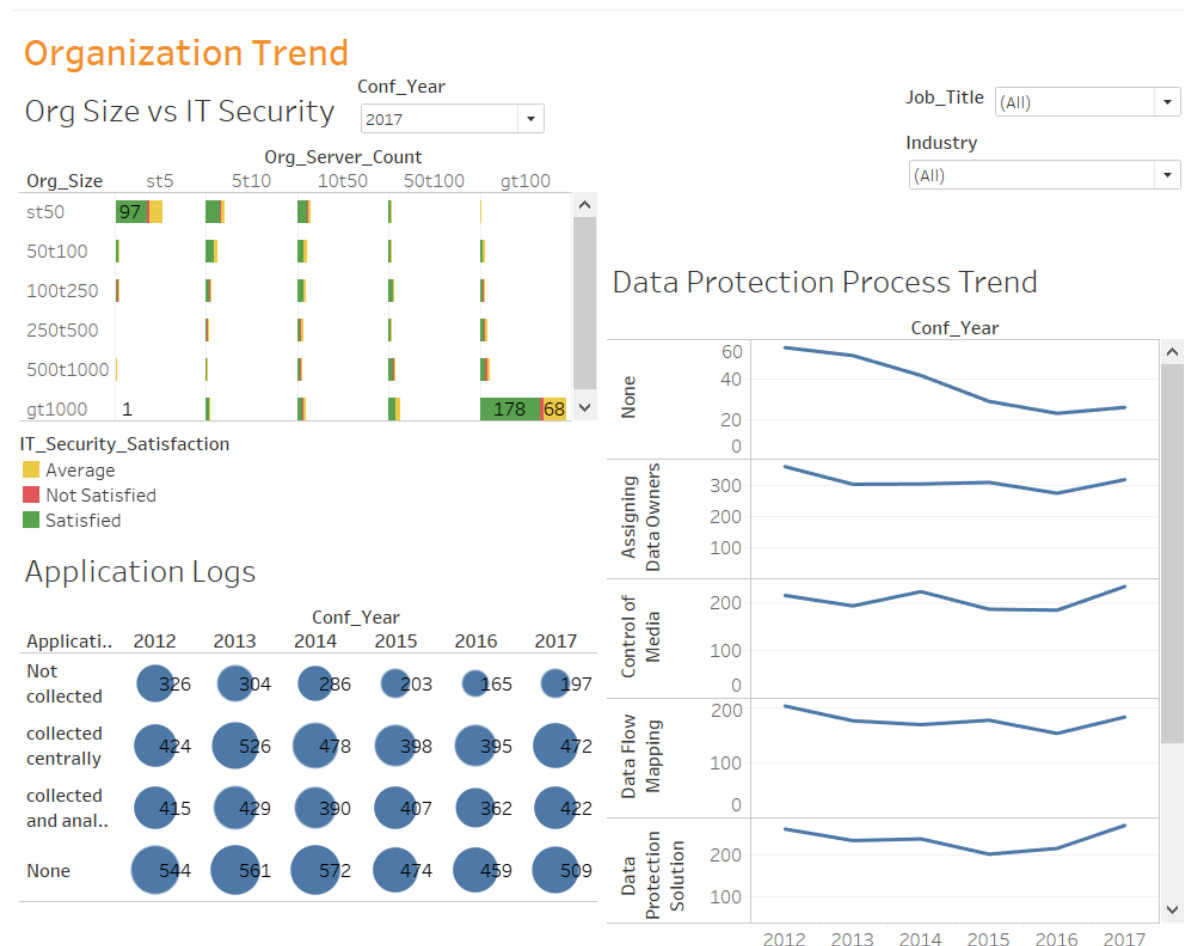 Organization Trend
Org Size vs IT Security
Conf_Year
2017
Job_Title (All)
Industry
(All)
Org_Server_Count
Org_Size st5 5t10 10t50 50t100 gt100
st50 97
50t100
100t250
250t500
500t1000
gt1000 1 178 68
IT_Security_Satisfaction
Average
Not Satisfied
Satisfied
Application Logs
Conf_Year
Applicati.. 2012 2013 2014 2015 2016 2017
Not
collected
326 304 286 203 165 197
collected
centrally
424 526 478 398 395 472
collected
and anal..
415 429 390 407 362 422
None 544 561 572 474 459 509
Data Protection Process Trend
Conf_Year
None
60
40
20
0
Assigning
Data Owners
300
200
100
Control of
Media
200
100
0
Data Flow
Mapping
200
100
0
Data
Protection
Solution
200
100
2012 2013 2014 2015 2016 2017